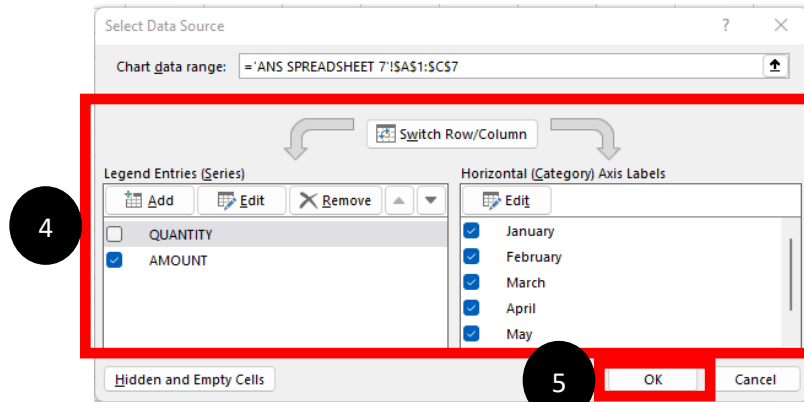 Select Data Source ? ×
Chart data range: ='ANS SPREADSHEET 7'!$A$1:$C$7
Switch Row/Column
Legend Entries (Series)
Add Edit Remove
QUANTITY
AMOUNT
Horizontal (Category) Axis Labels
Edit
January
February
March
April
May
4
Hidden and Empty Cells
5
OK Cancel